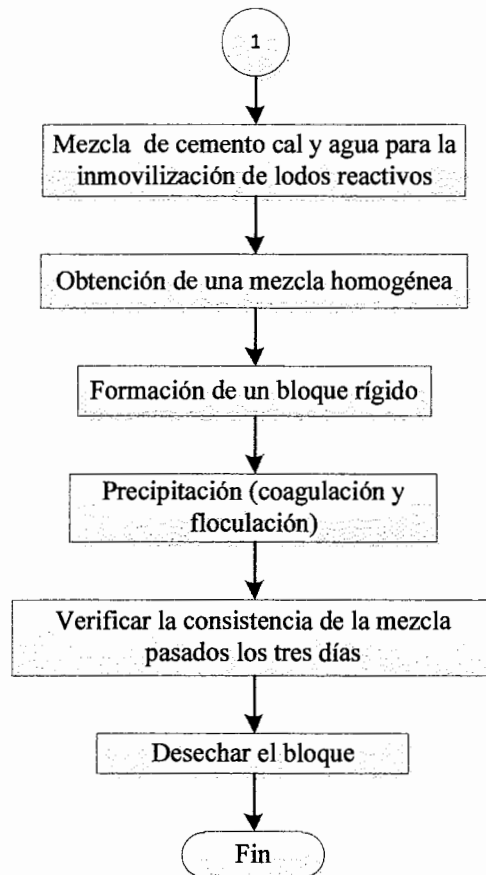 1
Mezcla de cemento cal y agua para la
inmovilización de lodos reactivos
Obtención de una mezcla homogénea
Formación de un bloque rígido
Precipitación (coagulación y
floculación)
Verificar la consistencia de la mezcla
pasados los tres días
Desechar el bloque
Fin